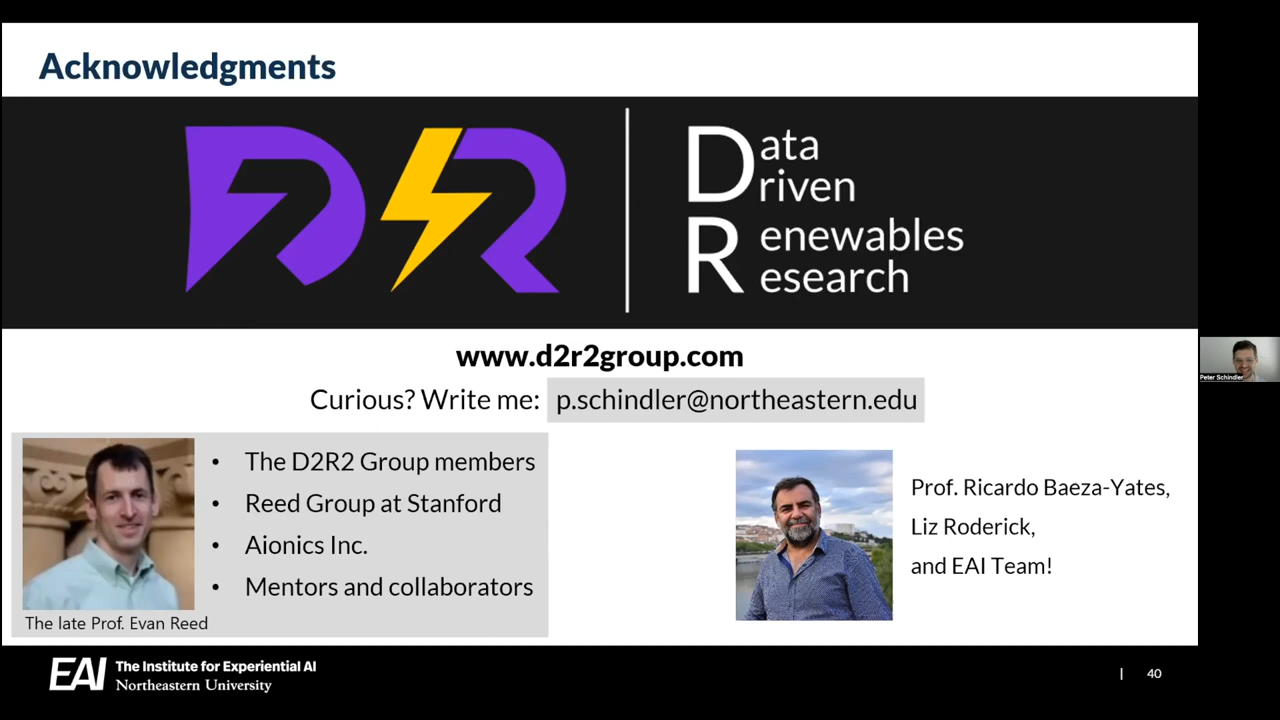 Acknowledgments
D2R
Data
Driven
Renewables
Research
www.d2r2group.com
Curious? Write me: p.schindler@northeastern.edu
• The D2R2 Group members
• Reed Group at Stanford
• Aionics Inc.
• Mentors and collaborators
The late Prof. Evan Reed
Prof. Ricardo Baeza-Yates,
Liz Roderick,
and EAI Team!
Peter Schindler
EAI The Institute for Experiential AI
Northeastern University
| 40